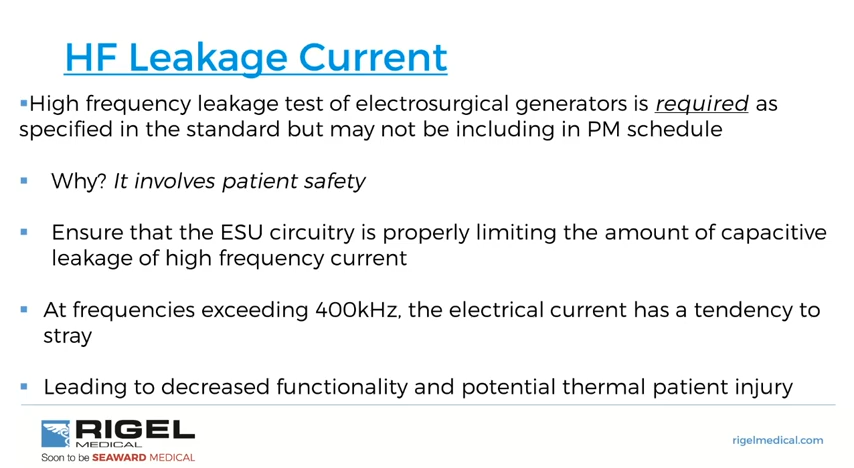 HF Leakage Current
▪High frequency leakage test of electrosurgical generators is required as
specified in the standard but may not be including in PM schedule
▪ Why? It involves patient safety
▪ Ensure that the ESU circuitry is properly limiting the amount of capacitive
leakage of high frequency current
▪ At frequencies exceeding 400kHz, the electrical current has a tendency to
stray
▪ Leading to decreased functionality and potential thermal patient injury
RIGEL
MEDICAL
Soon to be SEAWARD MEDICAL
rigelmedical.com